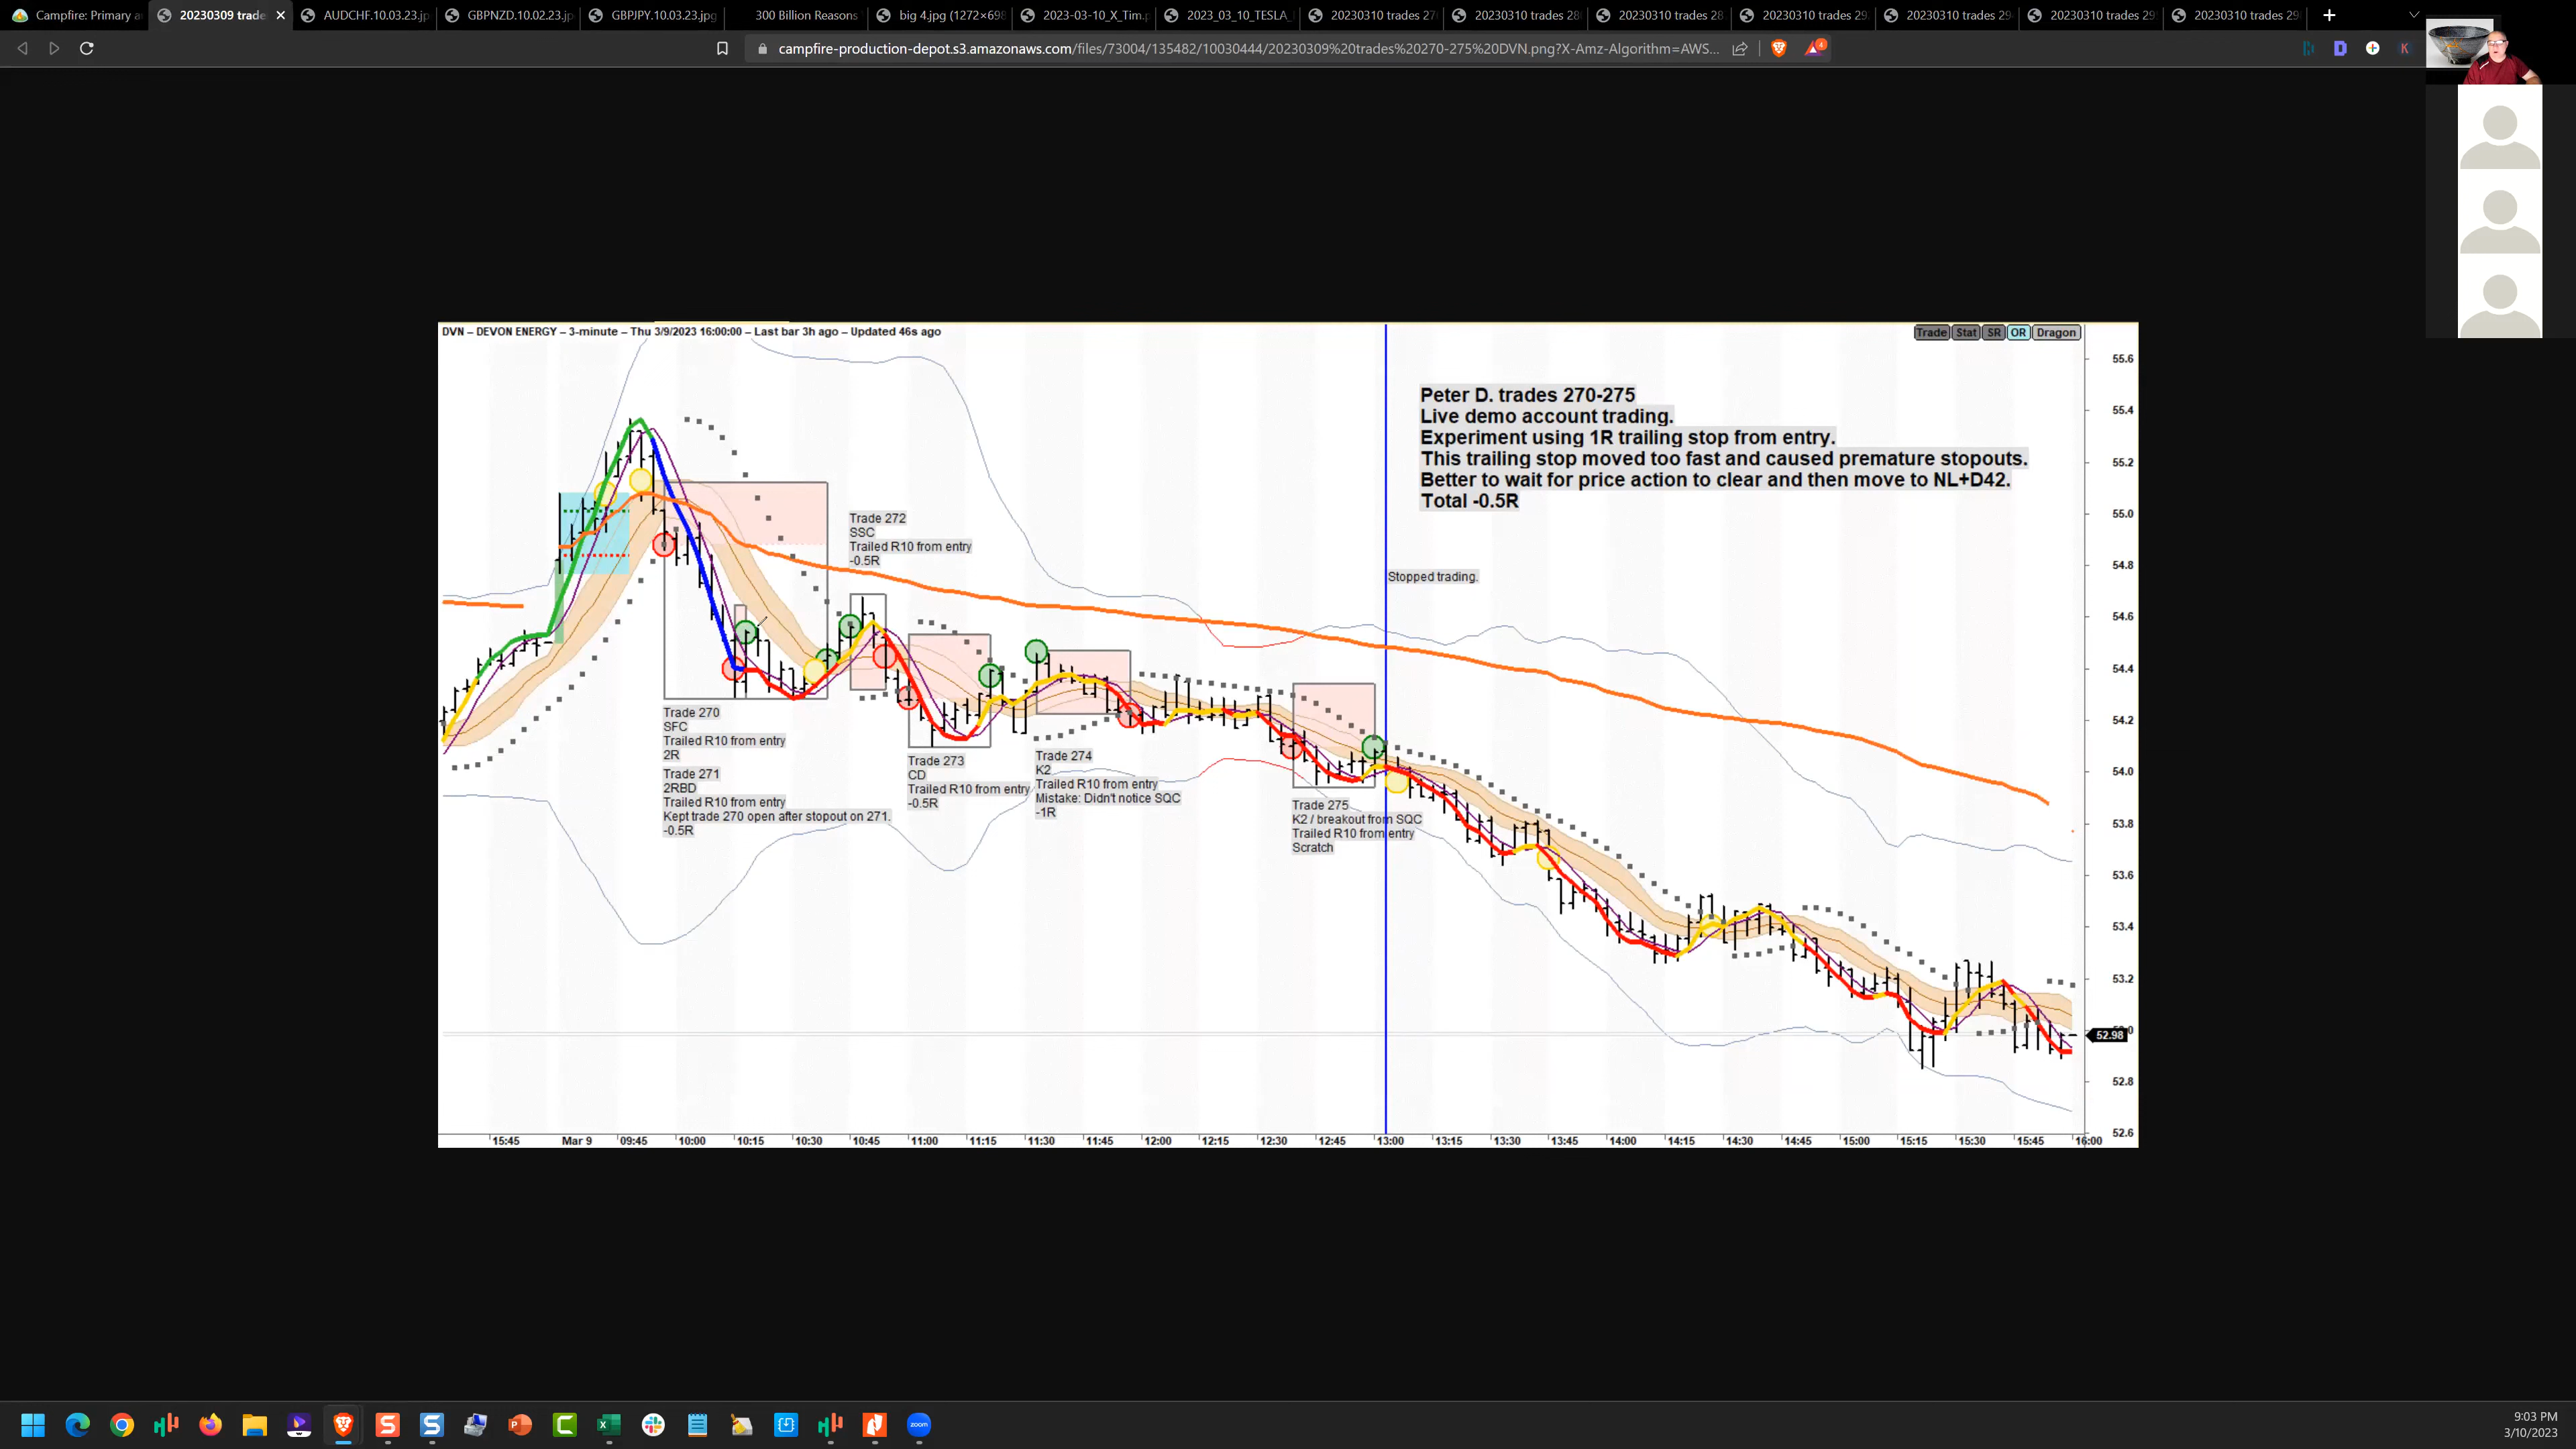 Campfire: Primary a
20230309 trade
AUDCHF.10.03.23.jp
GBPNZD.10.02.23.jp
GBPJPY.10.03.23.jpg
300 Billion Reasons
big 4.jpg (1272×698
2023-03-10_X_Tim.p
2023_03_10_TESLA_
20230310 trades 27
20230310 trades 28
20230310 trades 28
20230310 trades 29
20230310 trades 29
20230310 trades 29
20230310 trades 29
campfire-production-depot.s3.amazonaws.com/files/73004/135482/10030444/20230309%20trades%20270-275%20DVN.png?X-Amz-Algorithm=AWS...
DVN – DEVON ENERGY – 3-minute – Thu 3/9/2023 16:00:00 – Last bar 3h ago – Updated 46s ago
Trade Stat SR OR Dragon
Peter D. trades 270-275
Live demo account trading.
Experiment using 1R trailing stop from entry.
This trailing stop moved too fast and caused premature stopouts.
Better to wait for price action to clear and then move to NL+D42.
Total -0.5R
Trade 272
SSC
Trailed R10 from entry
-0.5R
Stopped trading.
Trade 270
SFC
Trailed R10 from entry
2R
Trade 271
2RBD
Trailed R10 from entry
Kept trade 270 open after stopout on 271.
-0.5R
Trade 273
CD
Trailed R10 from entry
-0.5R
Trade 274
K2
Trailed R10 from entry
Mistake: Didn't notice SQC
-1R
Trade 275
K2 / breakout from SQC
Trailed R10 from entry
Scratch
55.6
55.4
55.2
55.0
54.8
54.6
54.4
54.2
54.0
53.8
53.6
53.4
53.2
52.98
52.8
52.6
15:45 Mar 9 09:45 10:00 10:15 10:30 10:45 11:00 11:15 11:30 11:45 12:00 12:15 12:30 12:45 13:00 13:15 13:30 13:45 14:00 14:15 14:30 14:45 15:00 15:15 15:30 15:45 16:00
zoom
9:03 PM
3/10/2023